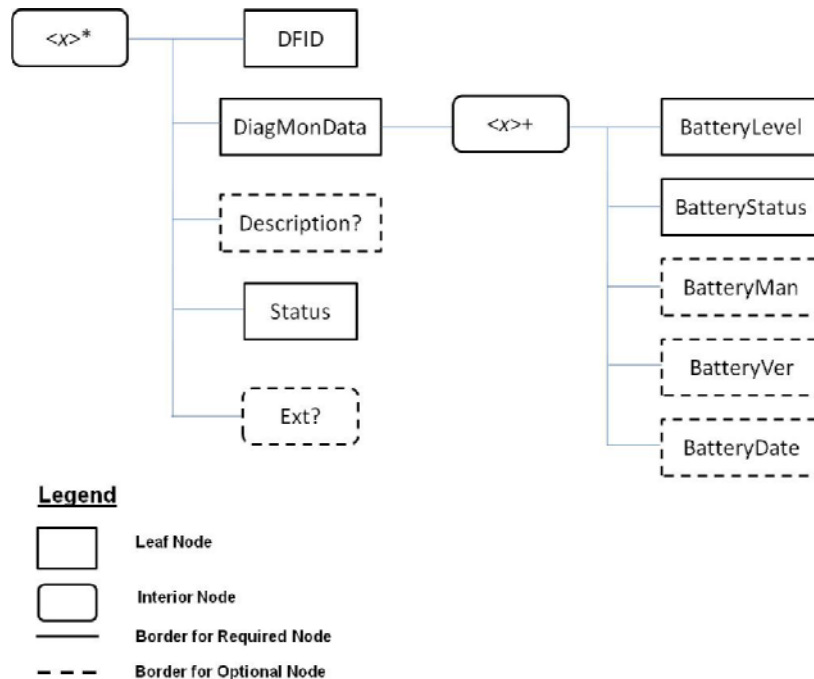 <x>*
DFID
DiagMonData
<x>+
BatteryLevel
Description?
BatteryStatus
Status
BatteryMan
Ext?
BatteryVer
BatteryDate
Legend
Leaf Node
Interior Node
Border for Required Node
Border for Optional Node